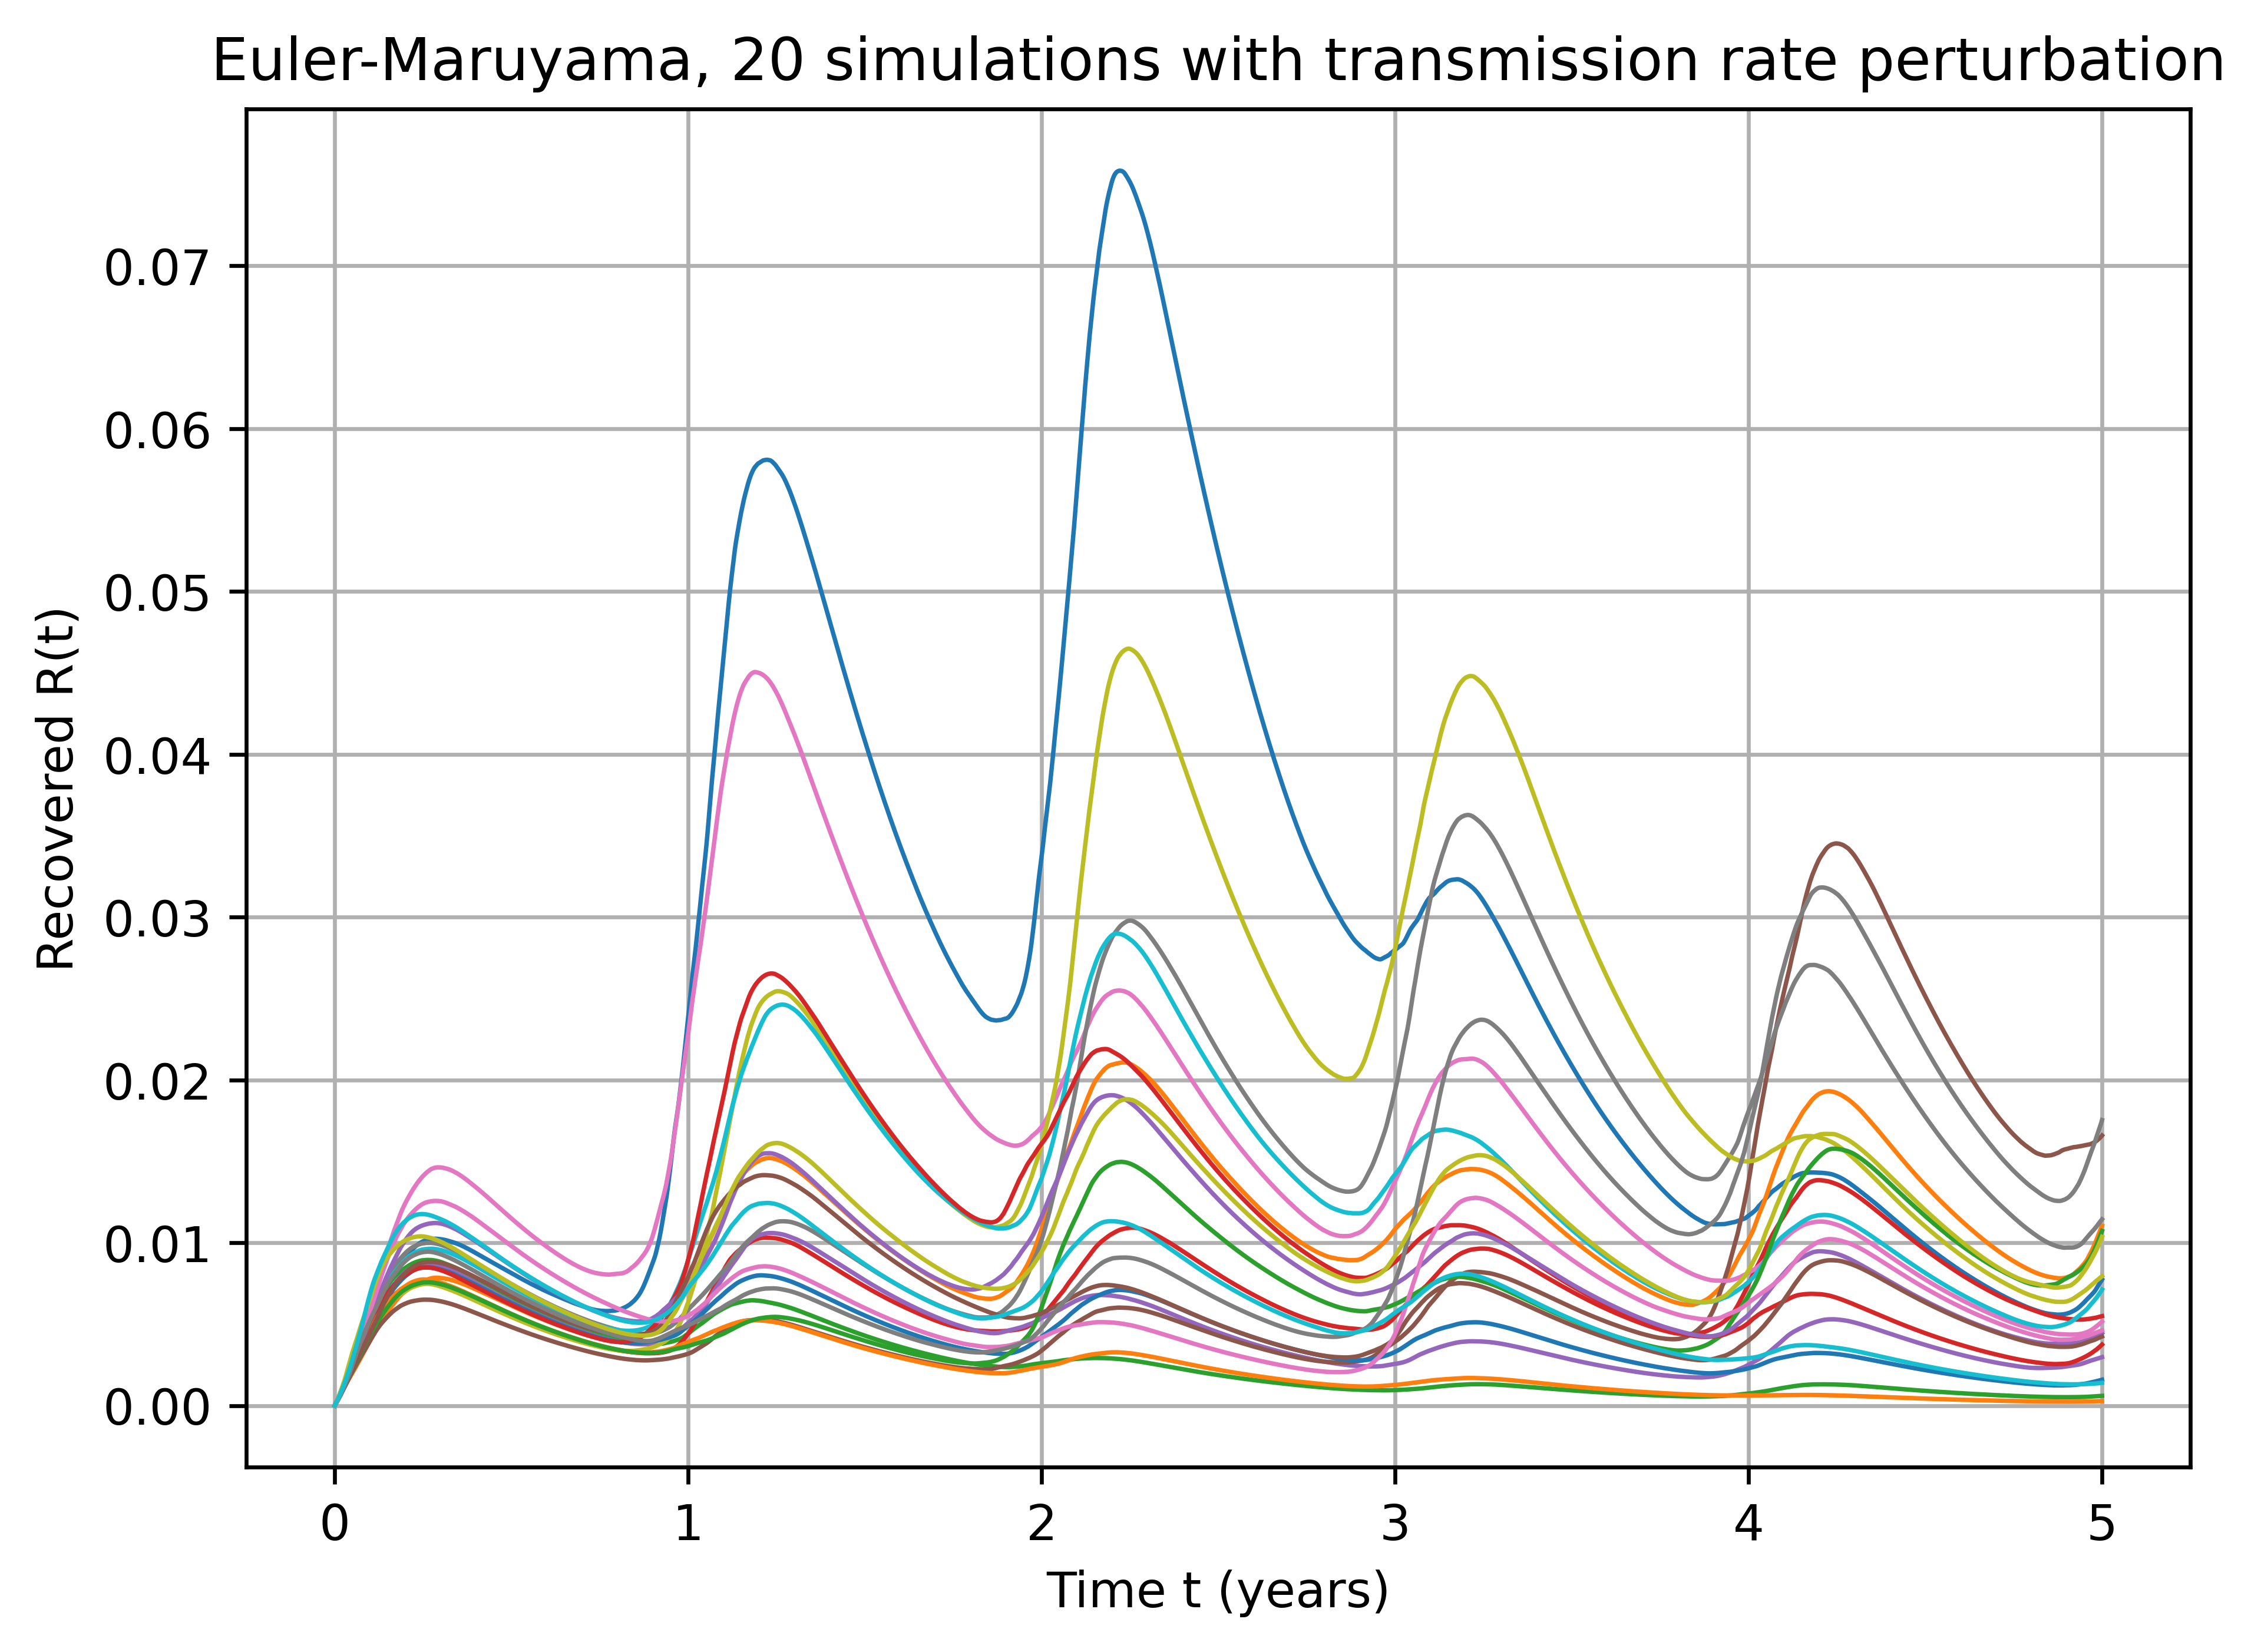 Euler-Maruyama, 20 simulations with transmission rate perturbation
Recovered R(t)
0.07
0.06
0.05
0.04
0.03
0.02
0.01
0.00
0 1 2 3 4 5
Time t (years)